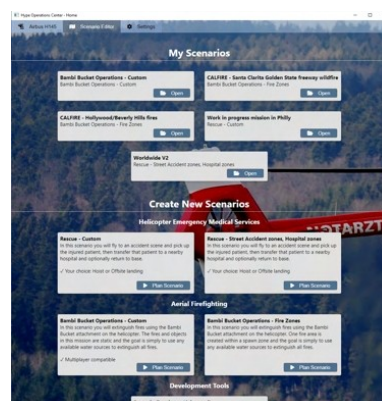 Hype Operations Center - Home
Active H145
Scenario Editor
Settings
My Scenarios
Bambi Bucket Operations - Custom
Bambi Bucket Operations - Custom
Open
CALFIRE - Santa Clarita Golden State freeway wildfire
Bambi Bucket Operations - Fire Zones
Open
CALFIRE - Hollywood/Beverly Hills fires
Bambi Bucket Operations - Fire Zones
Open
Work in progress mission in Philly
Rescue - Custom
Open
Worldwide V2
Rescue - Street Accident zones, Hospital zones
Open
Create New Scenarios
Helicopter Emergency Medical Services
Rescue - Custom
In this scenario you will fly to an accident scene and pick up
the injured patient, then transfer that patient to a nearby
hospital and optionally return to base.
✓ Your choice: Hoist or Offsite landing
Plan Scenario
Rescue - Street Accident zones, Hospital zones
In this scenario you will fly to an accident scene and pick up
the injured patient, then transfer that patient to a nearby
hospital and optionally return to base.
✓ Your choice: Hoist or Offsite landing
Plan Scenario
NOTARZT
Aerial Firefighting
Bambi Bucket Operations - Custom
In this scenario you will extinguish fires using the Bambi
Bucket attachment on the helicopter. The fires and objects
in this mission are static and the goal is simply to use any
available water sources to extinguish all fires.
✓ Multiplayer compatible
Plan Scenario
Bambi Bucket Operations - Fire Zones
In this scenario you will extinguish fires using the Bambi
Bucket attachment on the helicopter. One fire area is
created within a spawn zone and the goal is simply to use
any available water sources to extinguish all fires.
Plan Scenario
Development Tools